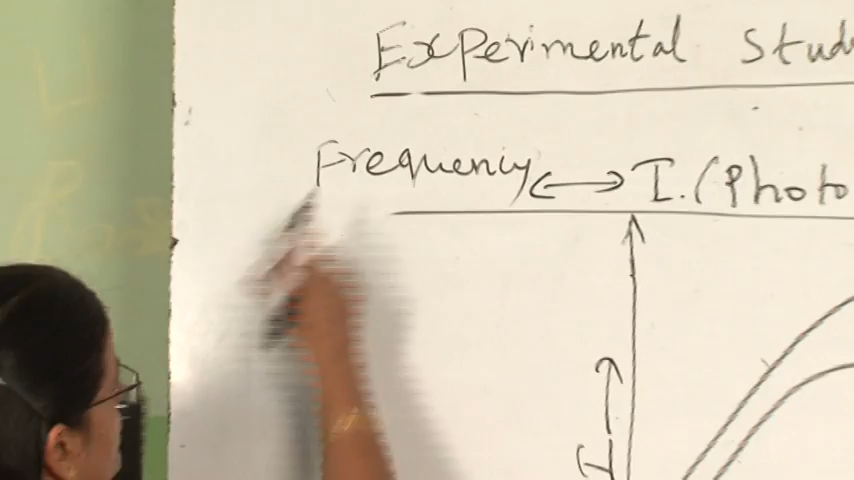 Experimental Stud
Frequency ↔ I. (Photo
I →